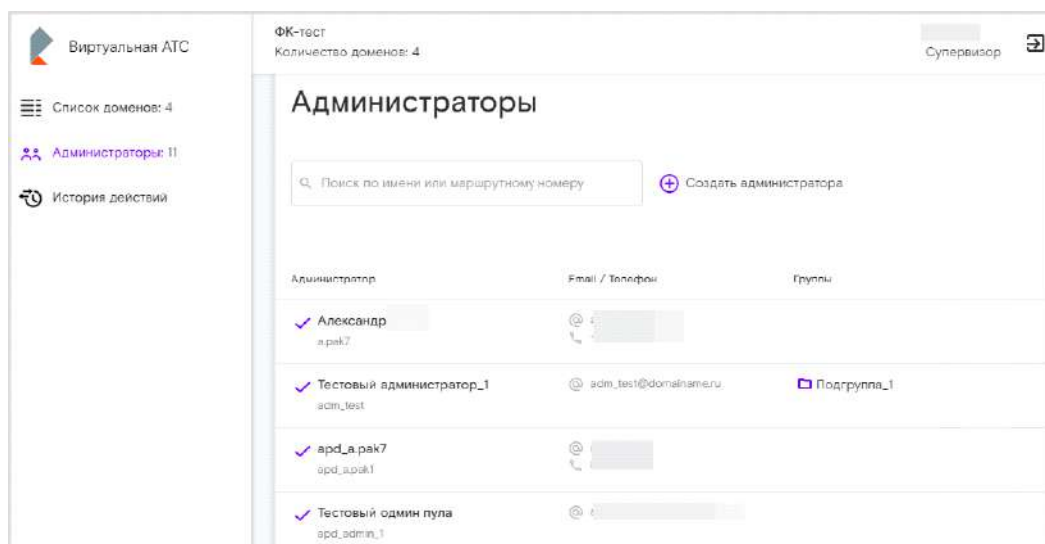 Виртуальная АТС
ФК-тест
Количество доменов: 4
Супервизор
Список доменов: 4
Администраторы: 11
История действий
Администраторы
Поиск по имени или маршрутному номеру
Создать администратора
Администратор Email / Телефон Группы
Александр
a.pak7
Тестовый администратор_1 adm_test@domainame.ru Подгруппа_1
adm_test
apd_a.pak7
apd_a.pak1
Тестовый одмин пула
apd_admin_1